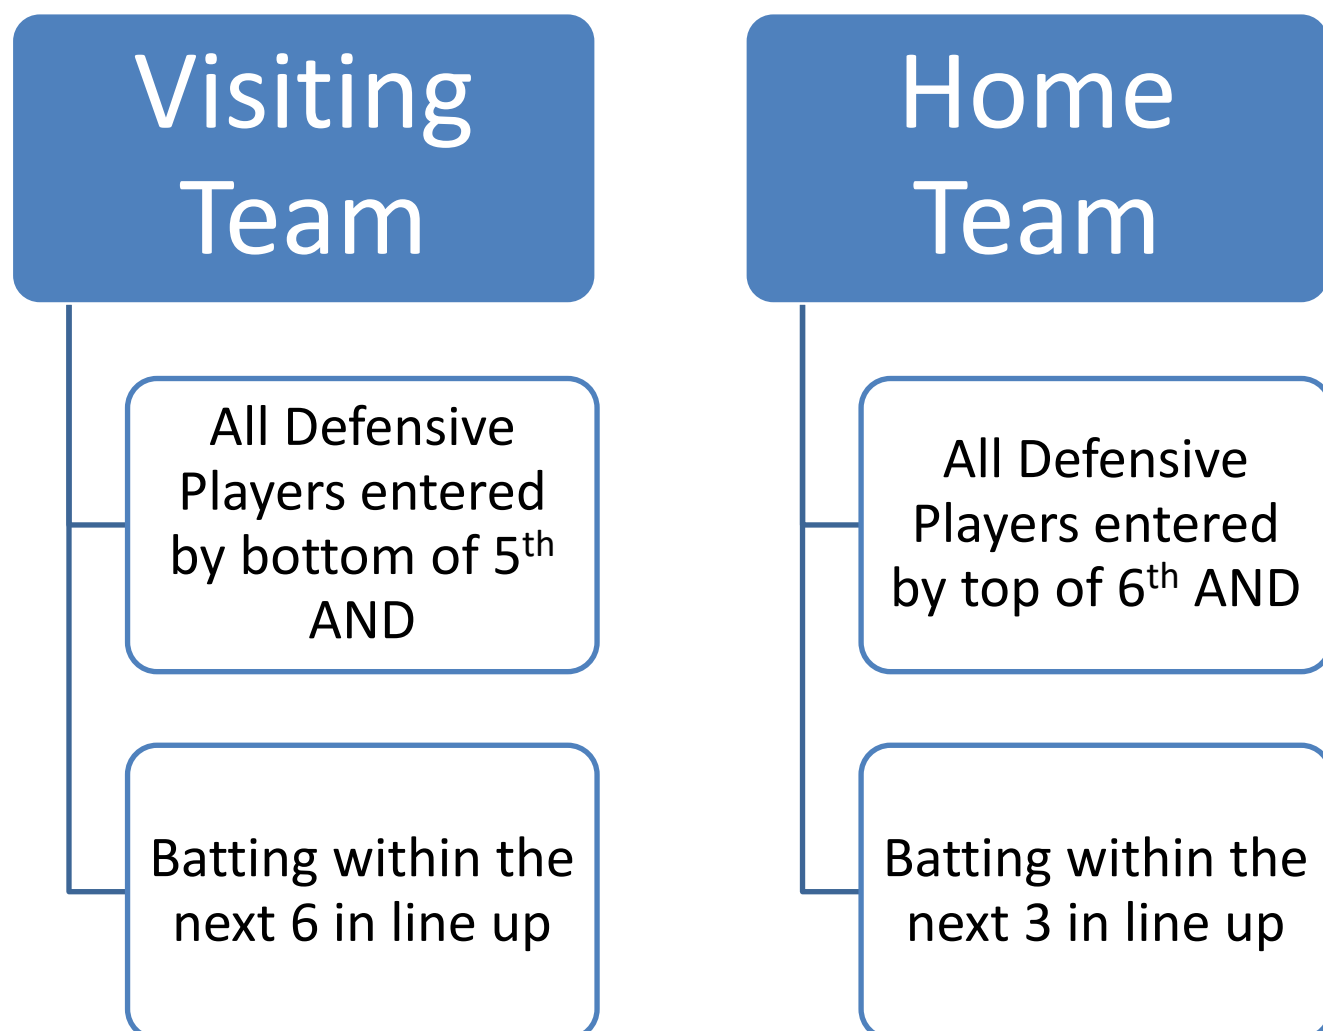 Visiting
Team
All Defensive
Players entered
by bottom of 5th
AND
Batting within the
next 6 in line up
Home
Team
All Defensive
Players entered
by top of 6th AND
Batting within the
next 3 in line up